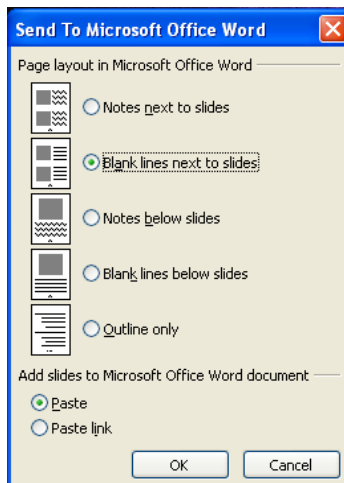 Send To Microsoft Office Word
Page layout in Microsoft Office Word
Notes next to slides
Blank lines next to slides
Notes below slides
Blank lines below slides
Outline only
Add slides to Microsoft Office Word document
Paste
Paste link
OK Cancel